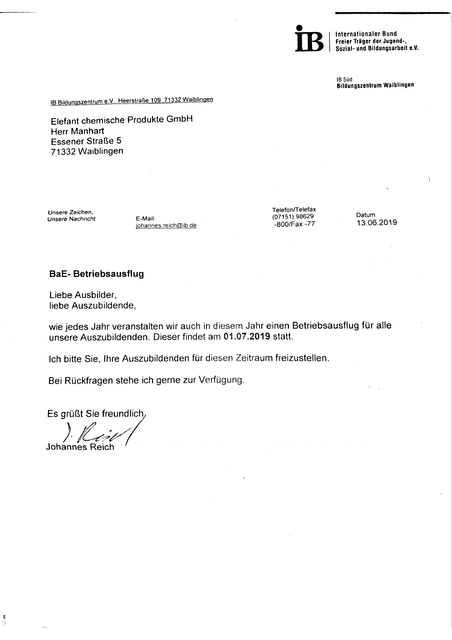 iB
Internationaler Bund
Freier Träger der Jugend-,
Sozial- und Bildungsarbeit e.V.
IB Süd
Bildungszentrum Waiblingen
IB Bildungszentrum e.V. Heerstraße 109 71332 Waiblingen
Elefant chemische Produkte GmbH
Herr Manhart
Essener Straße 5
71332 Waiblingen
Unsere Zeichen,
Unsere Nachricht
E-Mail:
johannes.reich@ib.de
Telefon/Telefax
(07151) 98629
-800/Fax -77
Datum
13.06.2019
BaE- Betriebsausflug
Liebe Ausbilder,
liebe Auszubildende,
wie jedes Jahr veranstalten wir auch in diesem Jahr einen Betriebsausflug für alle
unsere Auszubildenden. Dieser findet am 01.07.2019 statt.
Ich bitte Sie, Ihre Auszubildenden für diesen Zeitraum freizustellen.
Bei Rückfragen stehe ich gerne zur Verfügung.
Es grüßt Sie freundlich,
J. Reich
Johannes Reich